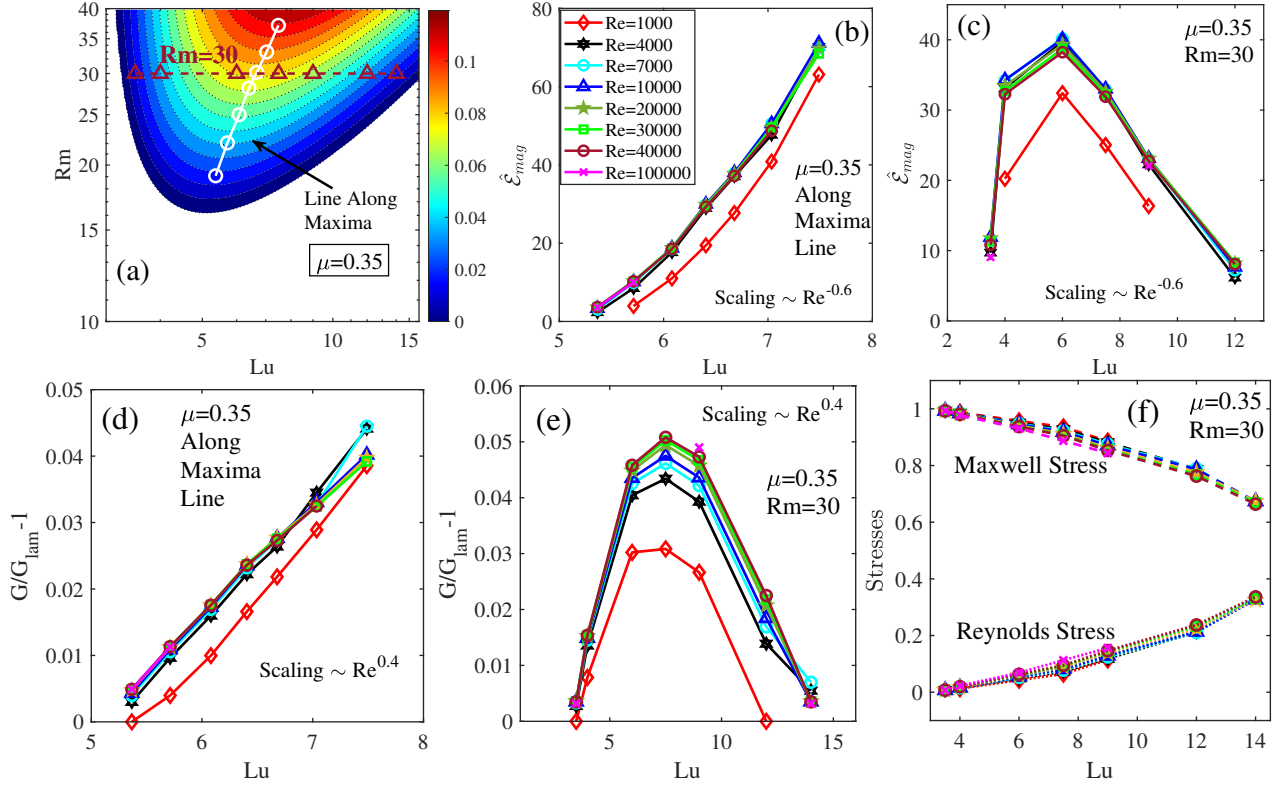 (a)
Rm=30
Line Along
Maxima
μ=0.35
Rm
40
35
30
25
20
15
10
5
10
15
Lu
0.1
0.08
0.06
0.04
0.02
0
(b)
Re=1000
Re=4000
Re=7000
Re=10000
Re=20000
Re=30000
Re=40000
Re=100000
μ=0.35
Along
Maxima
Line
Scaling ∼ Re^-0.6
ℰ̂_mag
80
60
40
20
0
5
6
7
8
Lu
(c)
μ=0.35
Rm=30
Scaling ∼ Re^-0.6
ℰ̂_mag
40
30
20
10
0
2
4
6
8
10
12
Lu
(d)
μ=0.35
Along
Maxima
Line
Scaling ∼ Re^0.4
G/G_lam-1
0.05
0.04
0.03
0.02
0.01
0
5
6
7
8
Lu
(e)
Scaling ∼ Re^0.4
μ=0.35
Rm=30
G/G_lam-1
0.06
0.05
0.04
0.03
0.02
0.01
0
5
10
15
Lu
(f)
μ=0.35
Rm=30
Maxwell Stress
Reynolds Stress
Stresses
1
0.8
0.6
0.4
0.2
0
4
6
8
10
12
14
Lu